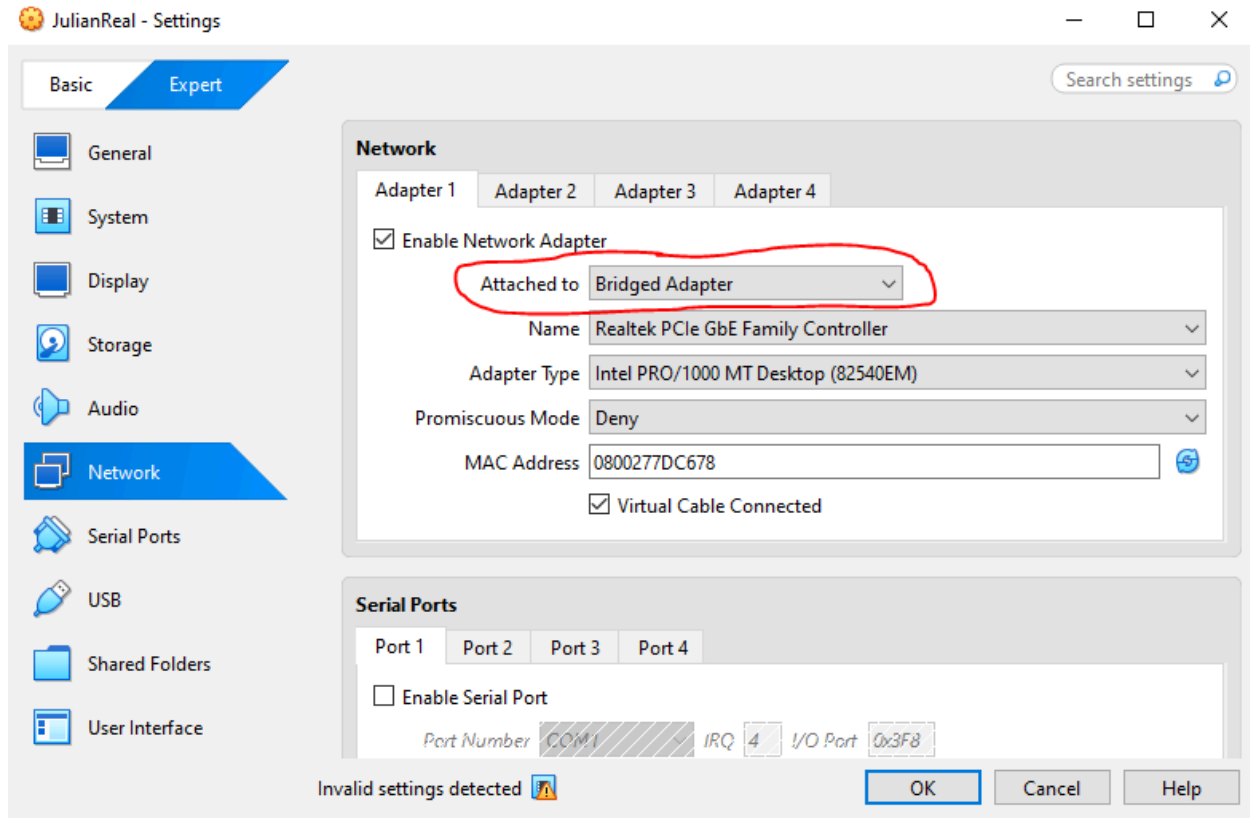 JulianReal - Settings
Basic
Expert
Search settings
General
System
Display
Storage
Audio
Network
Serial Ports
USB
Shared Folders
User Interface
Network
Adapter 1 Adapter 2 Adapter 3 Adapter 4
Enable Network Adapter
Attached to Bridged Adapter
Name Realtek PCIe GbE Family Controller
Adapter Type Intel PRO/1000 MT Desktop (82540EM)
Promiscuous Mode Deny
MAC Address 0800277DC678
Virtual Cable Connected
Serial Ports
Port 1 Port 2 Port 3 Port 4
Enable Serial Port
Port Number COM1 IRQ 4 I/O Port 0x3F8
Invalid settings detected
OK Cancel Help